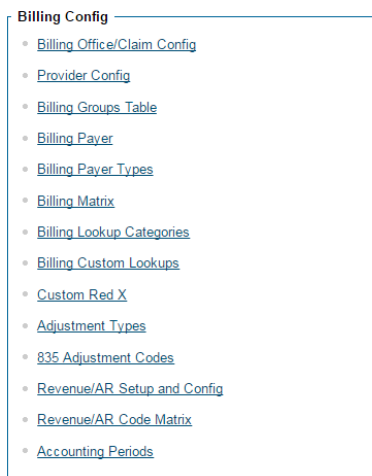 Billing Config
Billing Office/Claim Config
Provider Config
Billing Groups Table
Billing Payer
Billing Payer Types
Billing Matrix
Billing Lookup Categories
Billing Custom Lookups
Custom Red X
Adjustment Types
835 Adjustment Codes
Revenue/AR Setup and Config
Revenue/AR Code Matrix
Accounting Periods